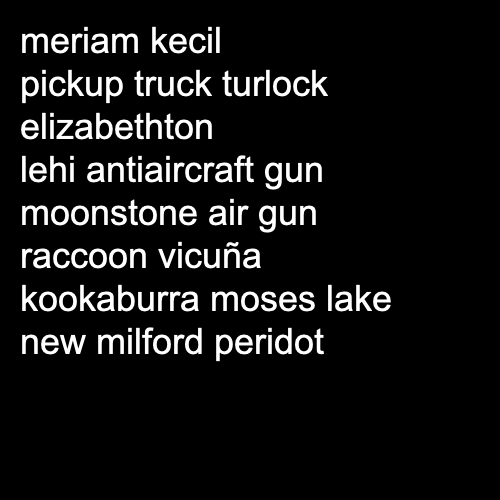 meriam kecil
pickup truck turlock
elizabethton
lehi antiaircraft gun
moonstone air gun
raccoon vicuña
kookaburra moses lake
new milford peridot